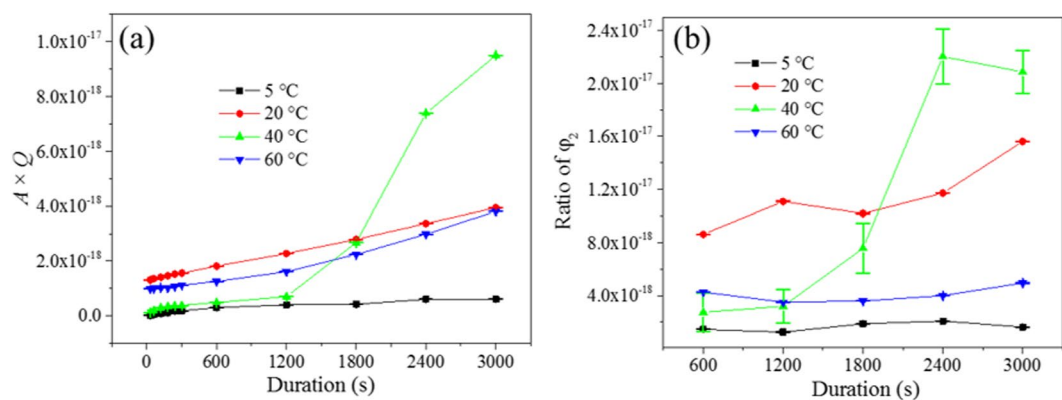 (a)
1.0x10-17
8.0x10-18
6.0x10-18
4.0x10-18
2.0x10-18
0.0
A × Q
5 °C
20 °C
40 °C
60 °C
0 600 1200 1800 2400 3000
Duration (s)
(b)
2.4x10-17
2.0x10-17
1.6x10-17
1.2x10-17
8.0x10-18
4.0x10-18
Ratio of φ2
5 °C
20 °C
40 °C
60 °C
600 1200 1800 2400 3000
Duration (s)